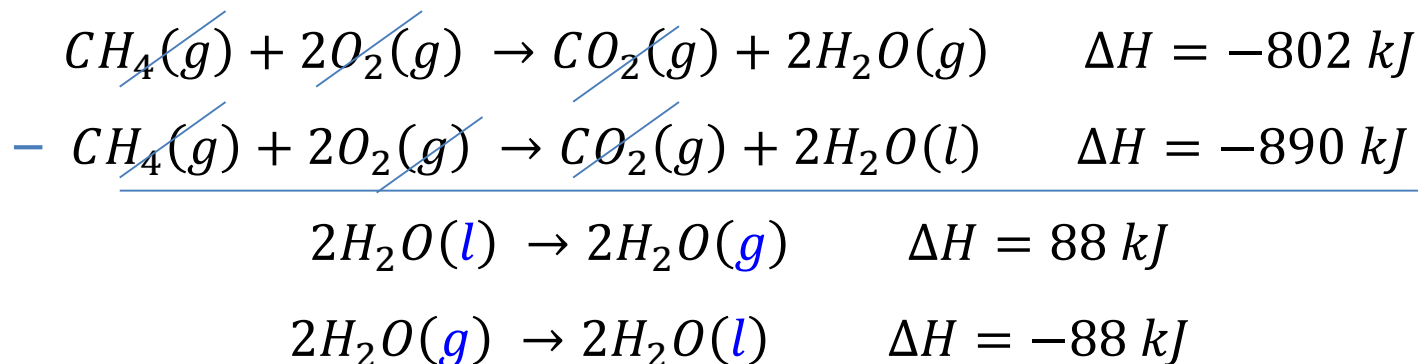 CH₄(g) + 2O₂(g) → CO₂(g) + 2H₂O(g) ΔH = −802 kJ
− CH₄(g) + 2O₂(g) → CO₂(g) + 2H₂O(l) ΔH = −890 kJ
2H₂O(l) → 2H₂O(g) ΔH = 88 kJ
2H₂O(g) → 2H₂O(l) ΔH = −88 kJ